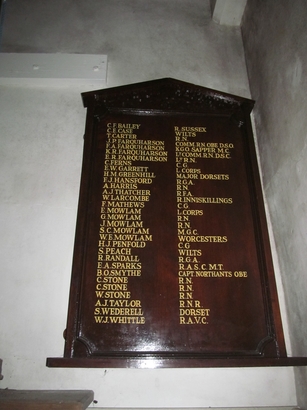 C.F BAILEY R. SUSSEX
C.E CASE WILTS
T. CARTER R.N.
J.P FARQUHARSON COMM. R.N. OBE D.S.O.
F.A. FARQUHARSON K.G.O. SAPPER M.C
K.R. FARQUHARSON Lt COMM R.N. D.S.C.
E.R FARQUHARSON Lt R.N.
C. FERNS C.G
E.W. GARRETT L. CORPS
H.M. GREENHILL MAJOR DORSETS
F.J. HANSFORD R.G.A.
A. HARRIS R.N.
A.J THATCHER R.F.A.
W. LARCOMBE R. INNISKILLINGS
F. MATHEWS C.G
E. MOWLAM L. CORPS
G. MOWLAM R.N.
J. MOWLAM R.N.
S.C MOWLAM M.G.C.
W.E. MOWLAM WORCESTERS
H.J PENFOLD C.G
S. PEACH WILTS
R. RANDALL R.G.A.
E.A. SPARKS R.A.S.C M.T.
B.O. SMYTHE CAPT. NORTHANTS OBE
C. STONE R.N.
C. STONE R.N.
W. STONE R.N.
A.J. TAYLOR R.N.R.
S. WEDERELL DORSET
W.J. WHITTLE R.A.V.C.